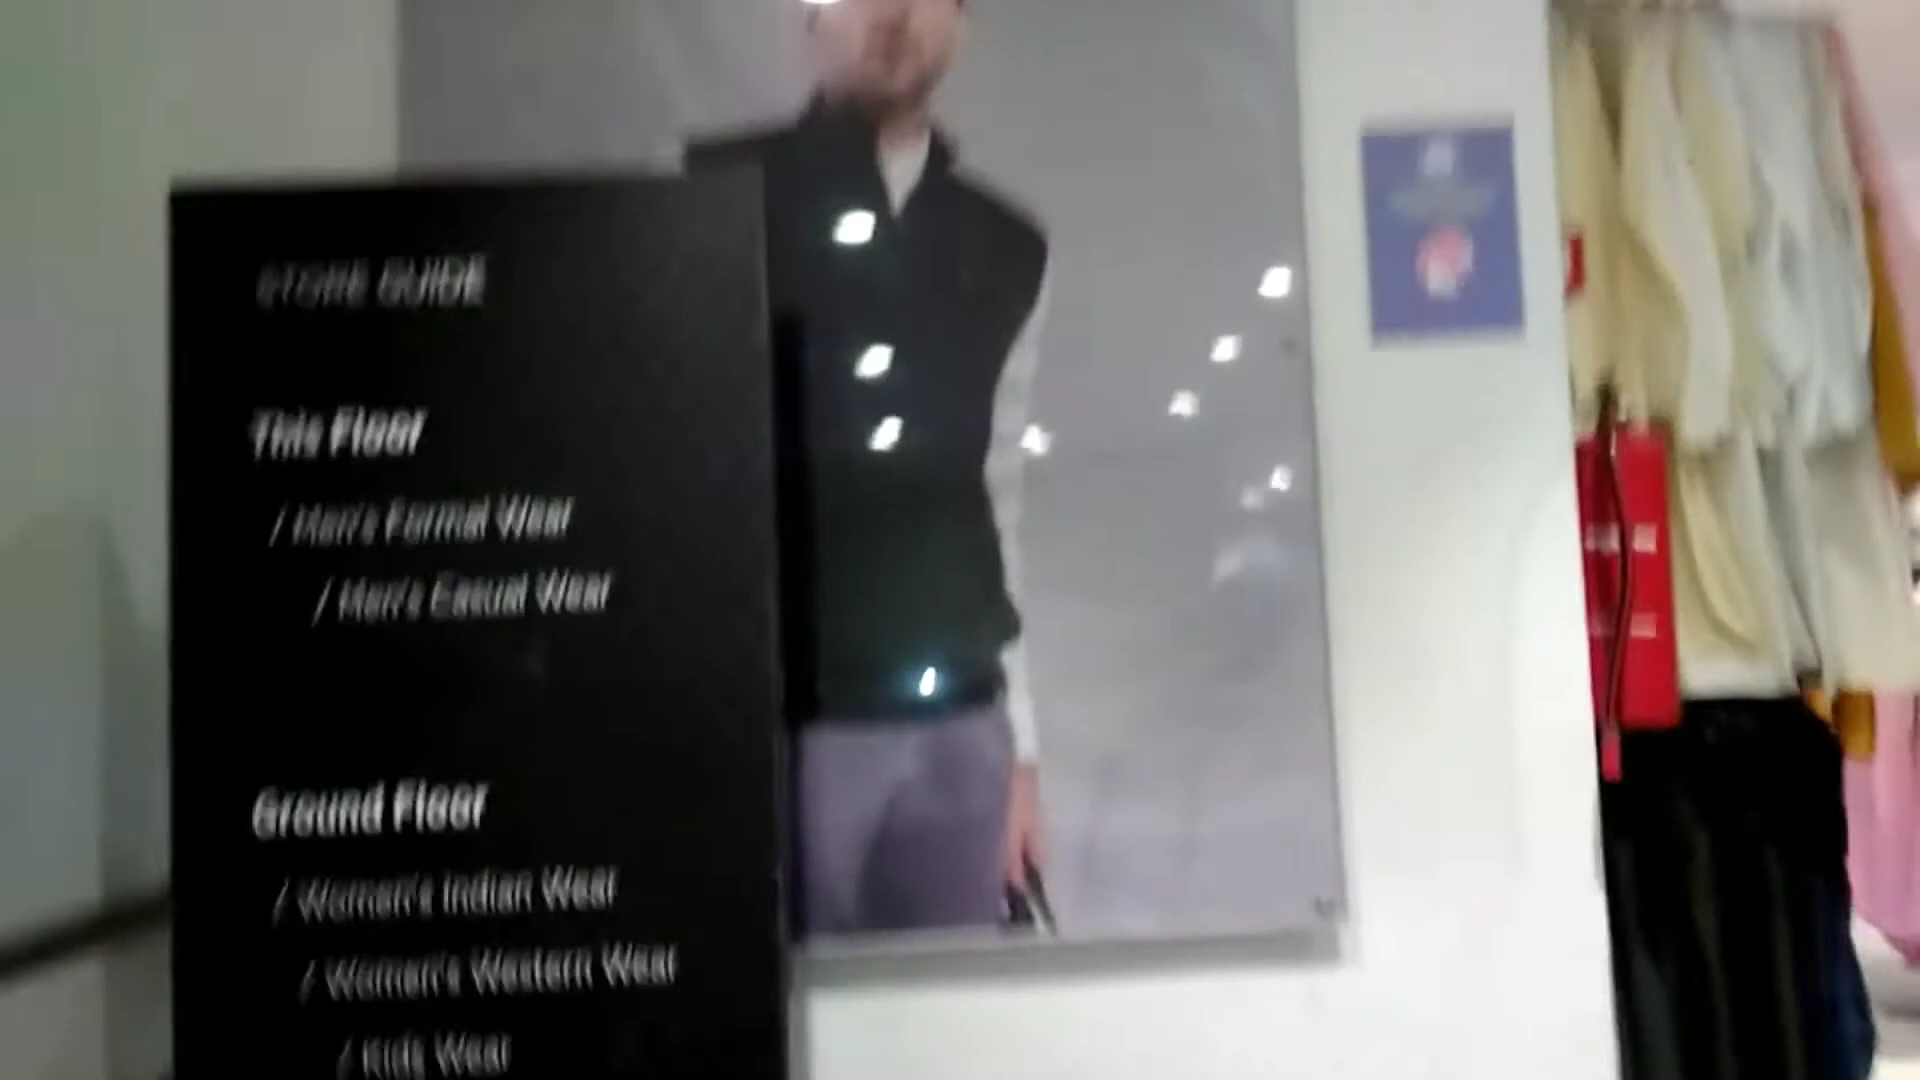 STORE GUIDE
This Floor
/ Men's Formal Wear
/ Men's Casual Wear
Ground Floor
/ Women's Indian Wear
/ Women's Western Wear
/ Kids Wear